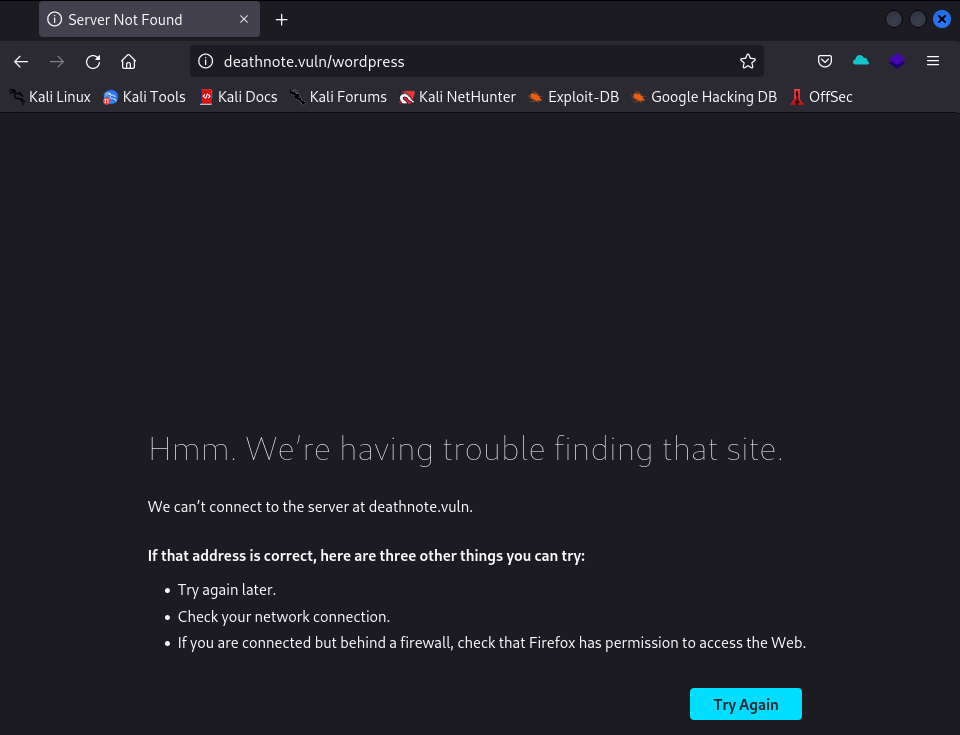 Server Not Found
deathnote.vuln/wordpress
Kali Linux Kali Tools Kali Docs Kali Forums Kali NetHunter Exploit-DB Google Hacking DB OffSec
Hmm. We’re having trouble finding that site.
We can’t connect to the server at deathnote.vuln.
If that address is correct, here are three other things you can try:
• Try again later.
• Check your network connection.
• If you are connected but behind a firewall, check that Firefox has permission to access the Web.
Try Again